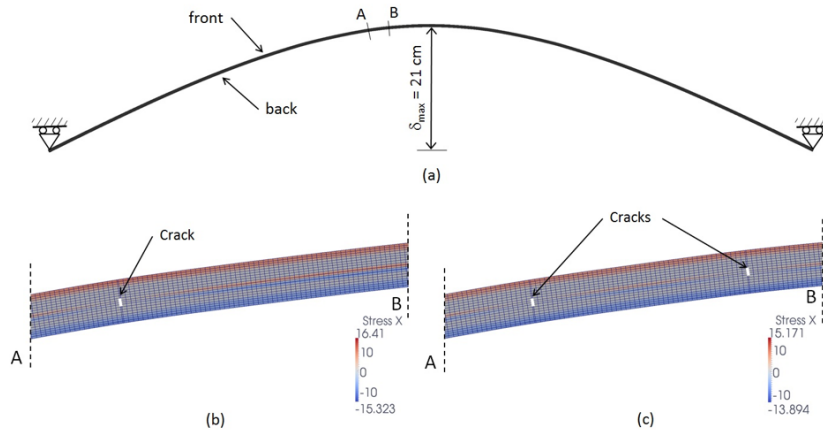 A B
front
back
δmax = 21 cm
(a)
Crack
A
B
Stress X
16.41
10
0
-10
-15.323
(b)
Cracks
A
B
Stress X
15.171
10
0
-10
-13.894
(c)